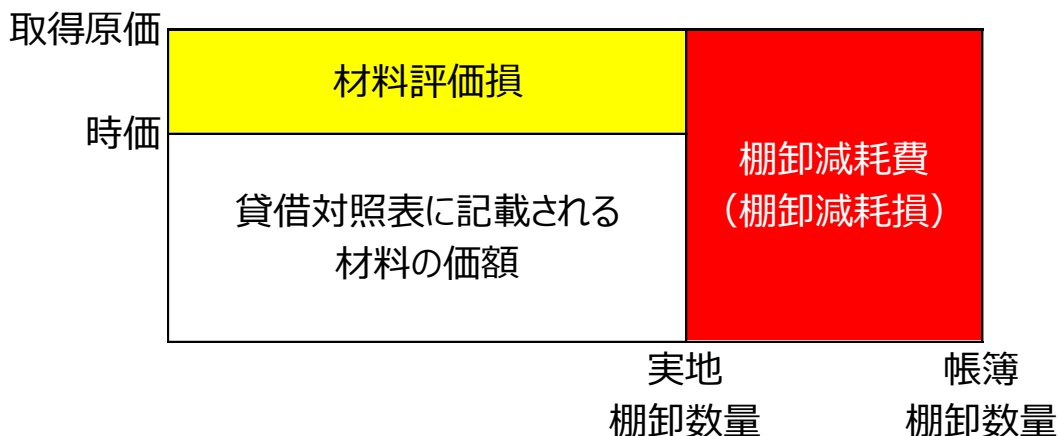 取得原価
材料評価損
時価
棚卸減耗費
（棚卸減耗損）
貸借対照表に記載される
材料の価額
実地
棚卸数量
帳簿
棚卸数量